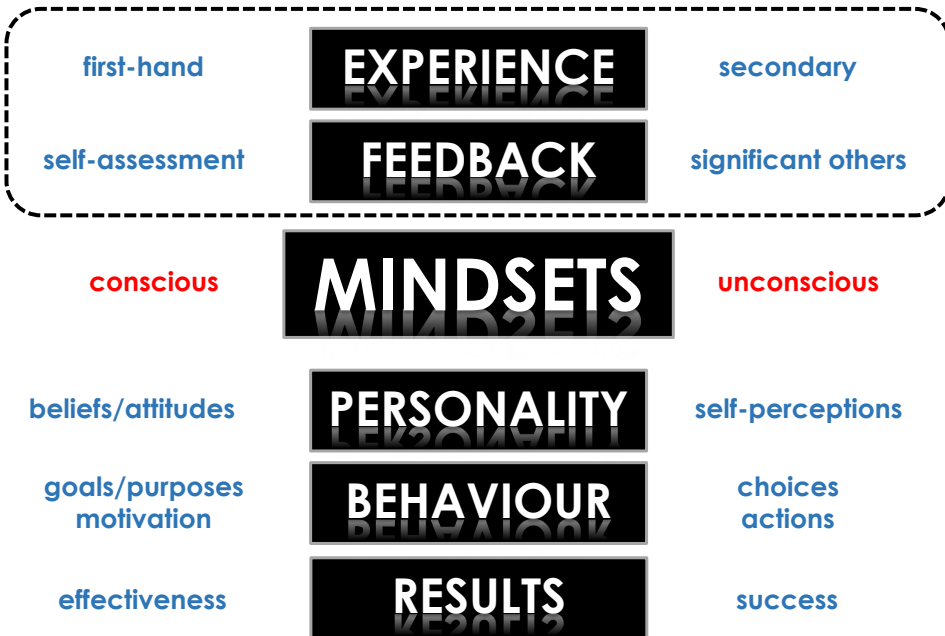 first-hand EXPERIENCE secondary
self-assessment FEEDBACK significant others
conscious MINDSETS unconscious
beliefs/attitudes PERSONALITY self-perceptions
goals/purposes BEHAVIOUR choices
motivation actions
effectiveness RESULTS success